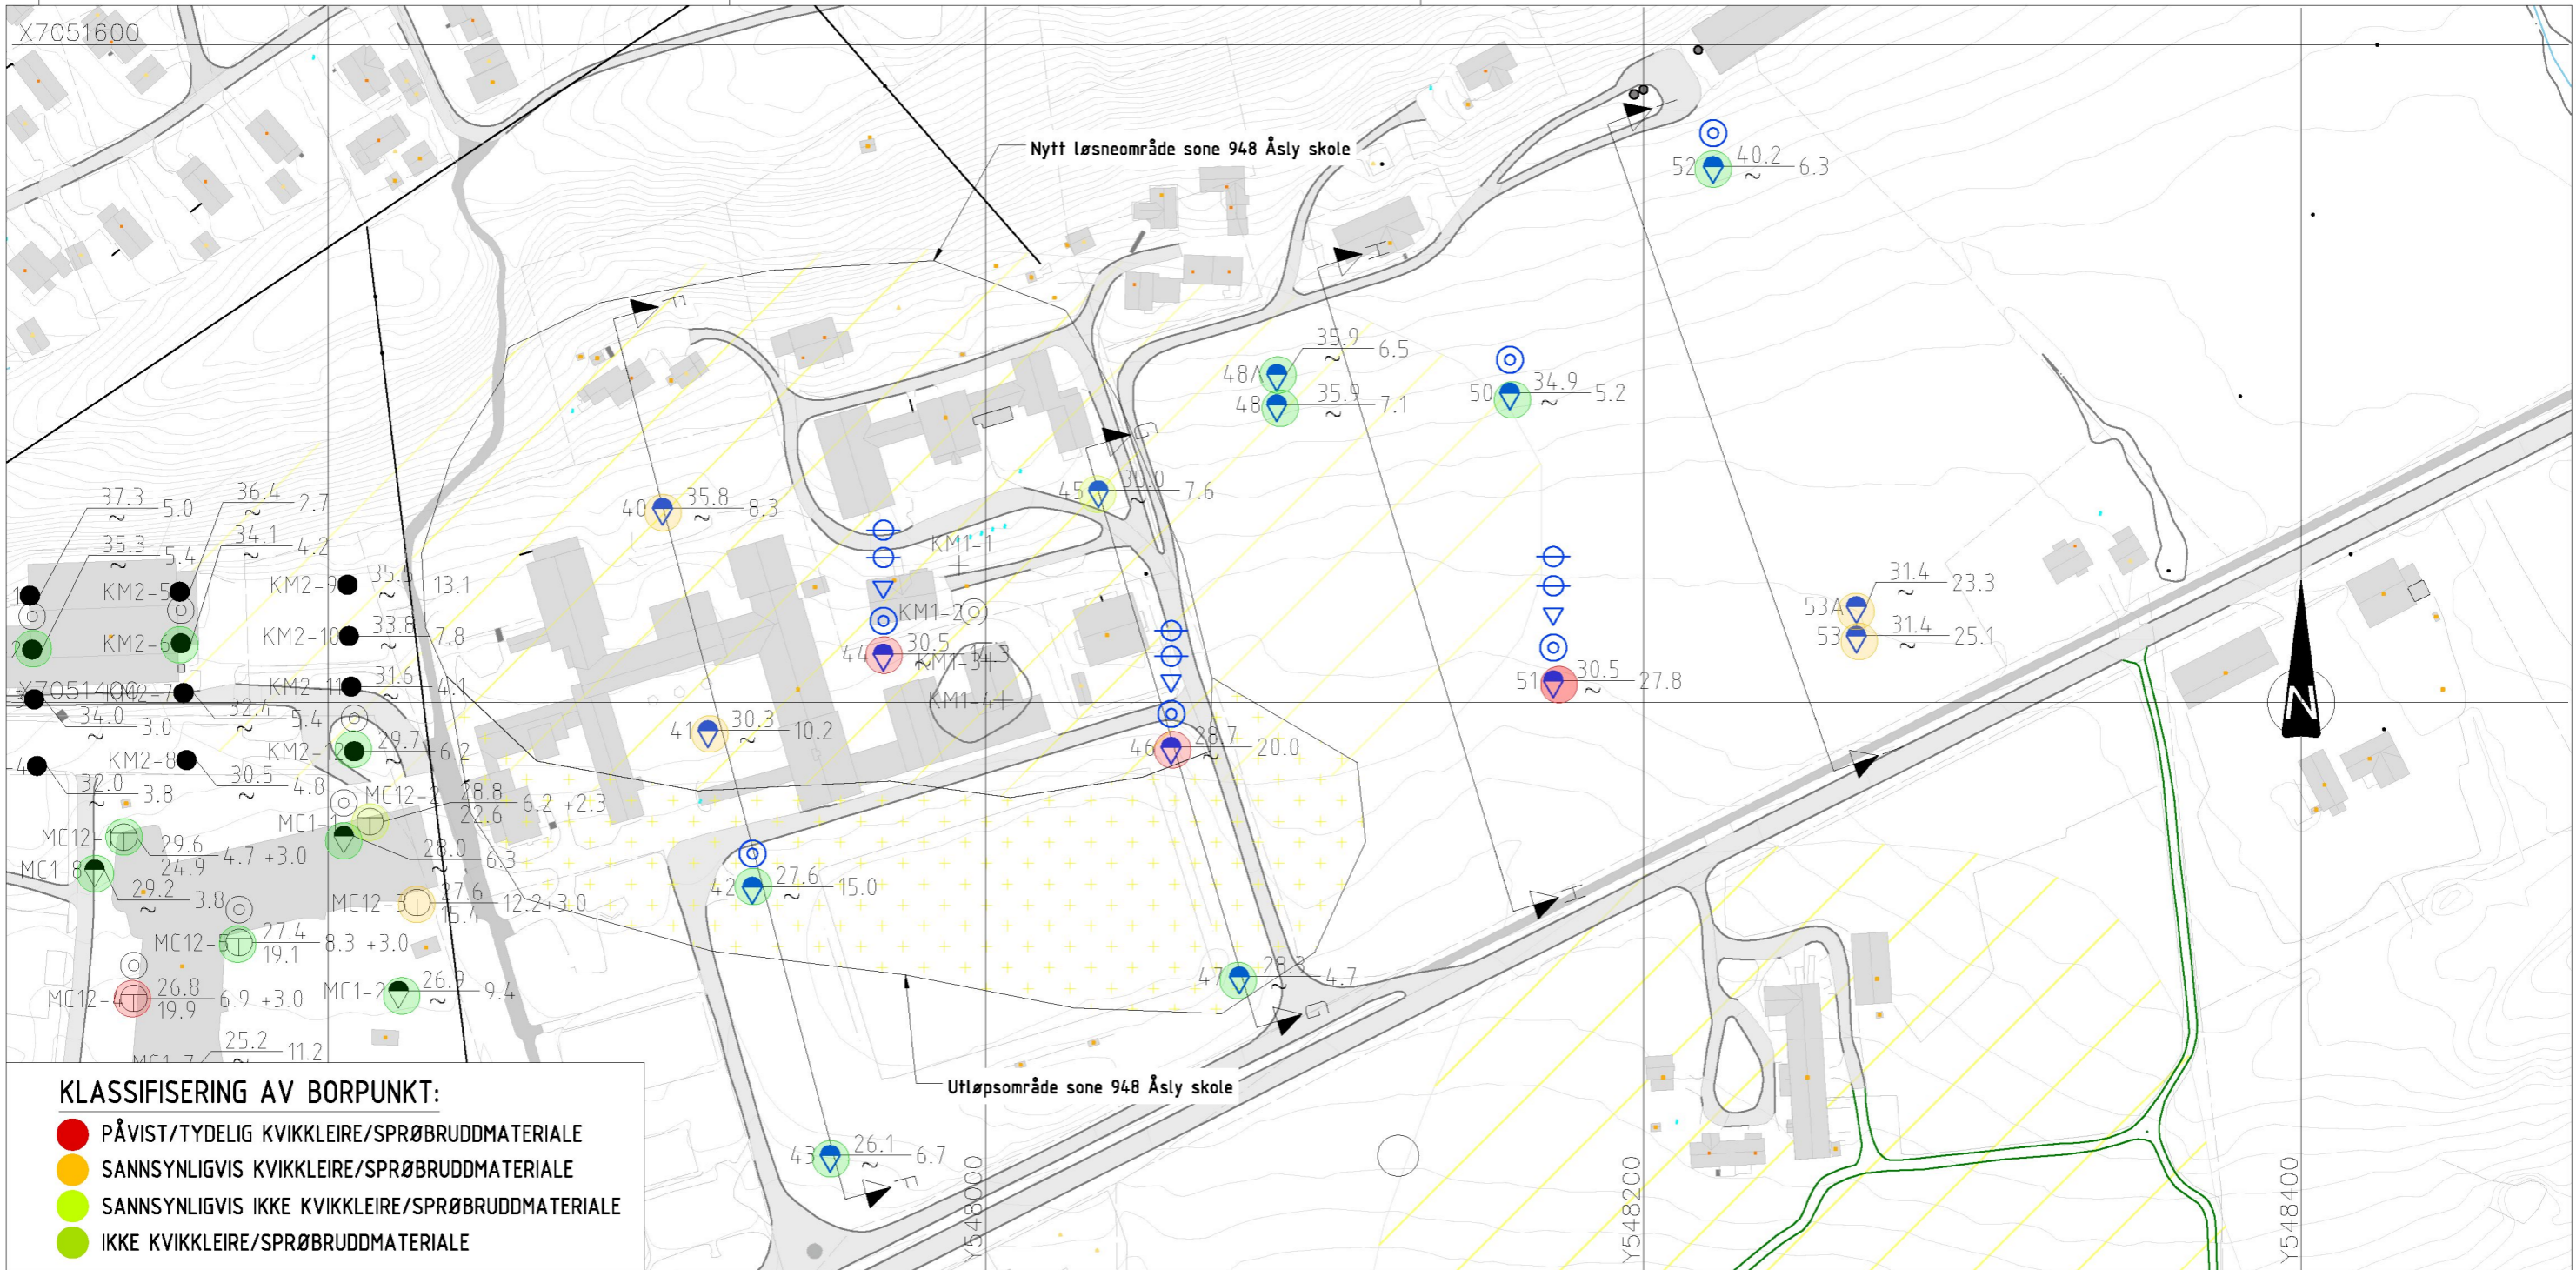 X7051600
Nytt løsneområde sone 948 Åsly skole
52 40.2 ~ 6.3
I
H
F
35.9 ~ 6.5
48A
48 35.9 ~ 7.1
50 34.9 ~ 5.2
G
45 35.0 ~ 7.6
40 35.8 ~ 8.3
37.3 ~ 5.0
36.4 ~ 2.7
35.3 ~ 5.4
34.1 ~ 4.2
KM1-1
KM2-5
KM2-9 35.5 ~ 13.1
KM1-2
31.4 ~ 23.3
53A
53 31.4 ~ 25.1
KM2-6
KM2-10 33.8 ~ 7.8
44 30.5 ~ 14.3
KM1-3
51 30.5 ~ 27.8
X7051400
KM2-7
KM2-11 31.6 ~ 4.1
KM1-4
N
34.0 ~ 3.0
32.4 ~ 5.4
41 30.3 ~ 10.2
46 28.7 ~ 20.0
KM2-12 29.7 ~ 6.2
KM2-8
32.0 ~ 3.8
30.5 ~ 4.8
I
MC12-2 28.8 22.6 6.2 +2.3
MC1-1 28.0 ~ 6.3
MC12-1 29.6 24.9 4.7 +3.0
MC1-8 29.2 ~ 3.8
42 27.6 ~ 15.0
H
MC12-3 27.6 15.4 12.2+3.0
MC12-5 27.4 19.1 8.3 +3.0
47 28.3 ~ 4.7
MC12-4 26.8 19.9 6.9 +3.0
MC1-2 26.9 ~ 9.4
G
MC1-7 25.2 ~ 11.2
Utløpsområde sone 948 Åsly skole
KLASSIFISERING AV BORPUNKT:
PÅVIST/TYDELIG KVIKKLEIRE/SPRØBRUDDMATERIALE
SANNSYNLIGVIS KVIKKLEIRE/SPRØBRUDDMATERIALE
SANNSYNLIGVIS IKKE KVIKKLEIRE/SPRØBRUDDMATERIALE
IKKE KVIKKLEIRE/SPRØBRUDDMATERIALE
43 26.1 ~ 6.7
F
Y548000
Y548200
Y548400